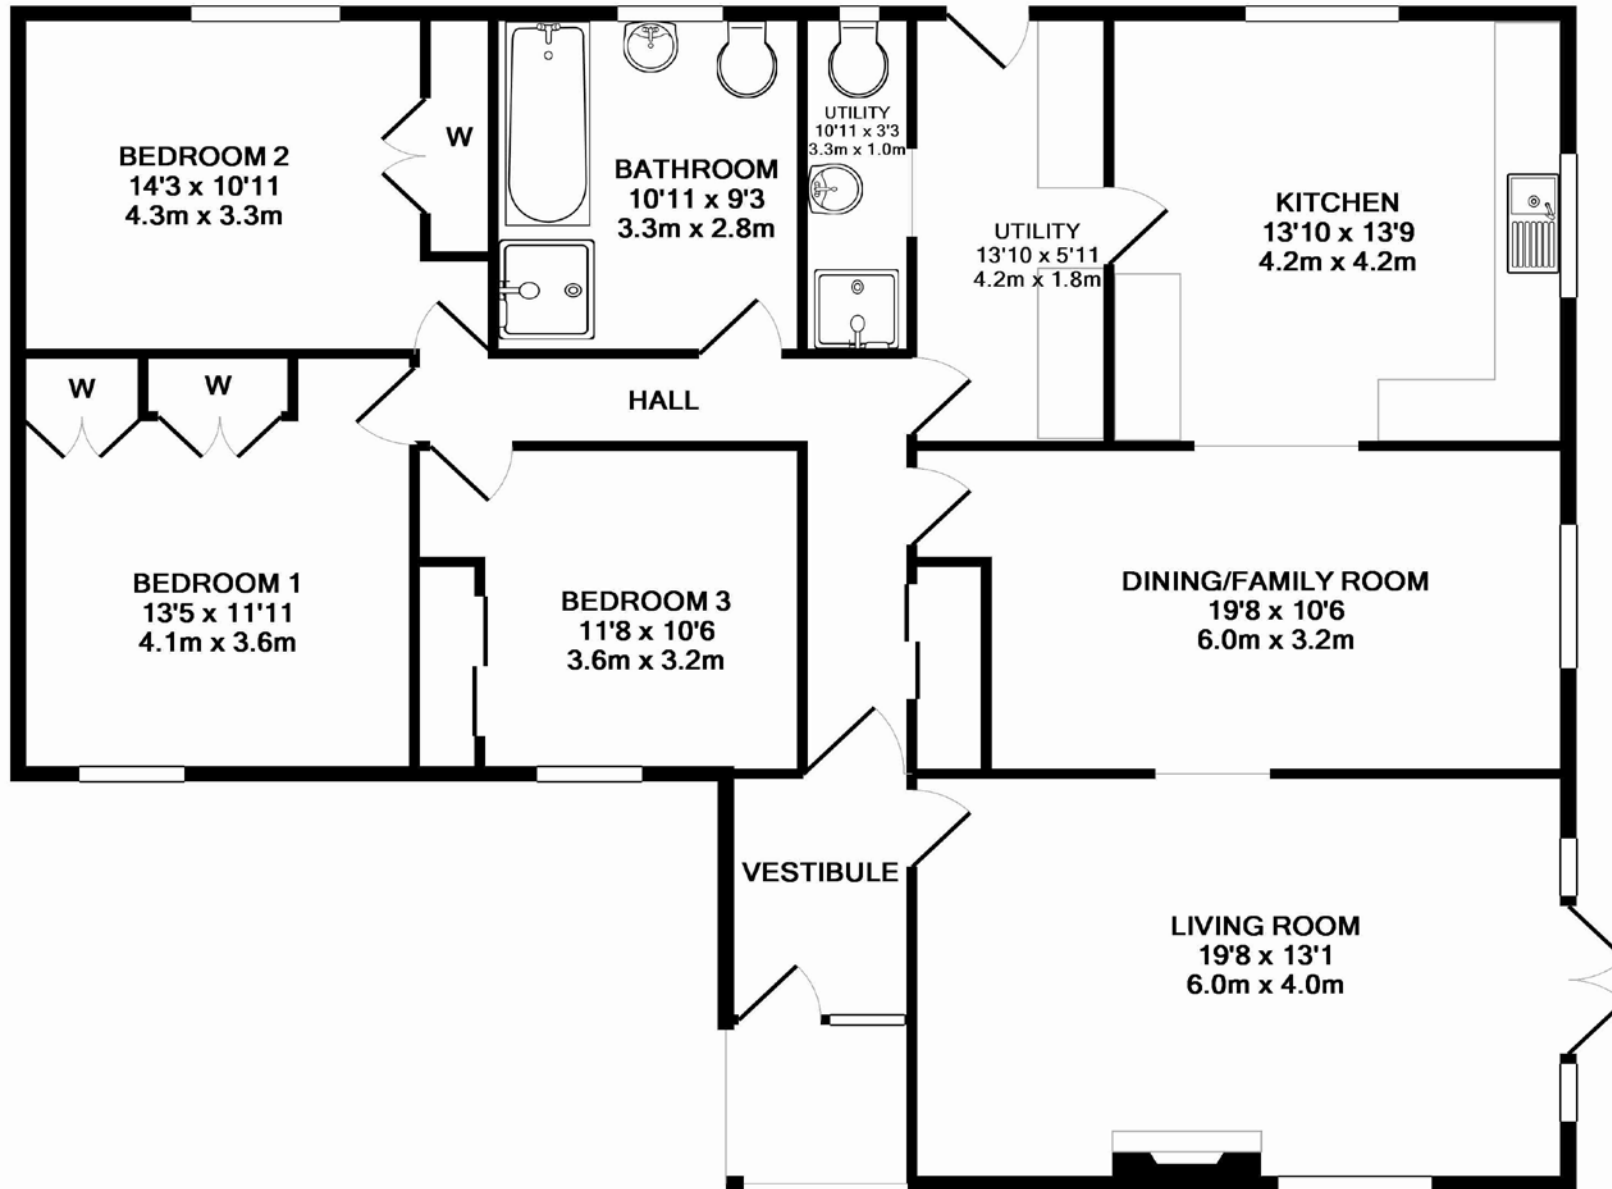 BEDROOM 2
14'3 x 10'11
4.3m x 3.3m
W
BATHROOM
10'11 x 9'3
3.3m x 2.8m
UTILITY
10'11 x 3'3
3.3m x 1.0m
UTILITY
13'10 x 5'11
4.2m x 1.8m
KITCHEN
13'10 x 13'9
4.2m x 4.2m
W
W
HALL
BEDROOM 1
13'5 x 11'11
4.1m x 3.6m
BEDROOM 3
11'8 x 10'6
3.6m x 3.2m
DINING/FAMILY ROOM
19'8 x 10'6
6.0m x 3.2m
VESTIBULE
LIVING ROOM
19'8 x 13'1
6.0m x 4.0m